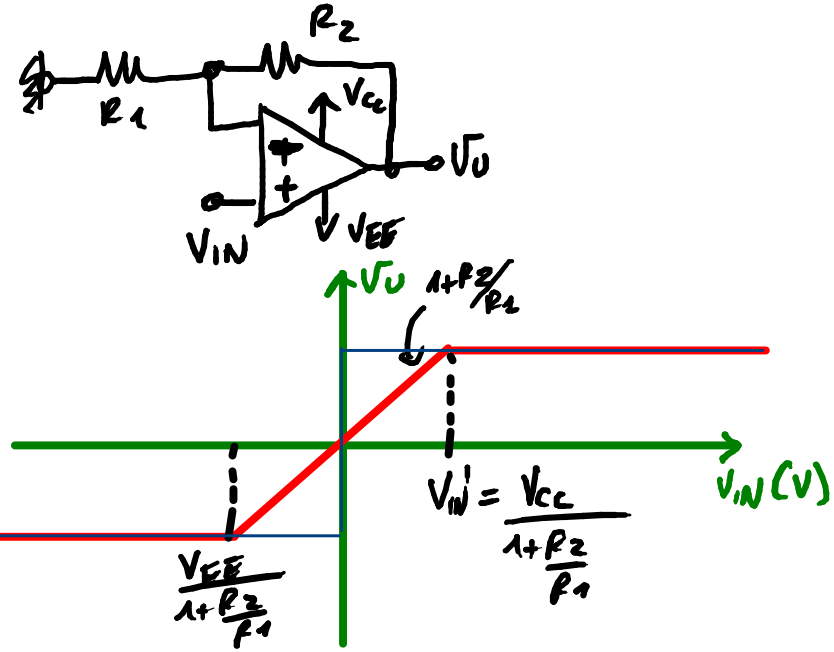 R2
R1
Vcc
+
Vu
VIN
VEE
Vu
1+R2/R1
VIN' = Vcc
1+R2
R1
VIN (V)
VEE
1+R2
R1